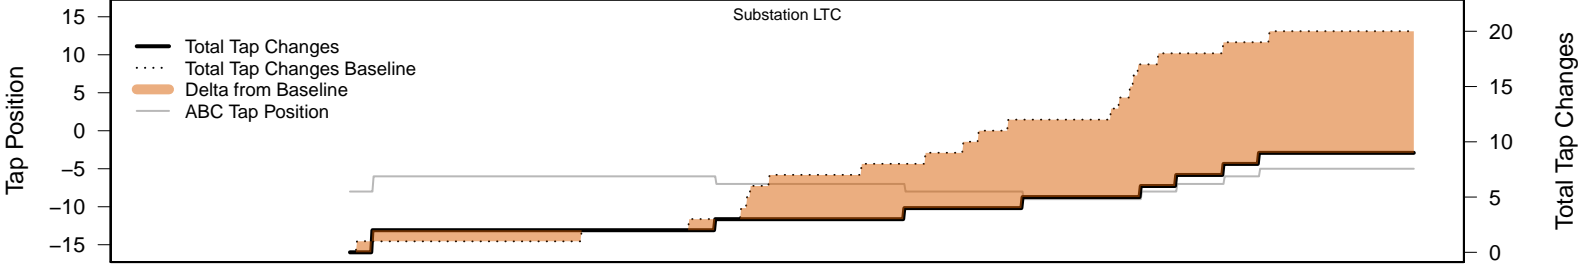 Substation LTC
Tap Position
15
10
5
0
−5
−10
−15
Total Tap Changes
Total Tap Changes Baseline
Delta from Baseline
ABC Tap Position
20
15
10
5
0
Total Tap Changes